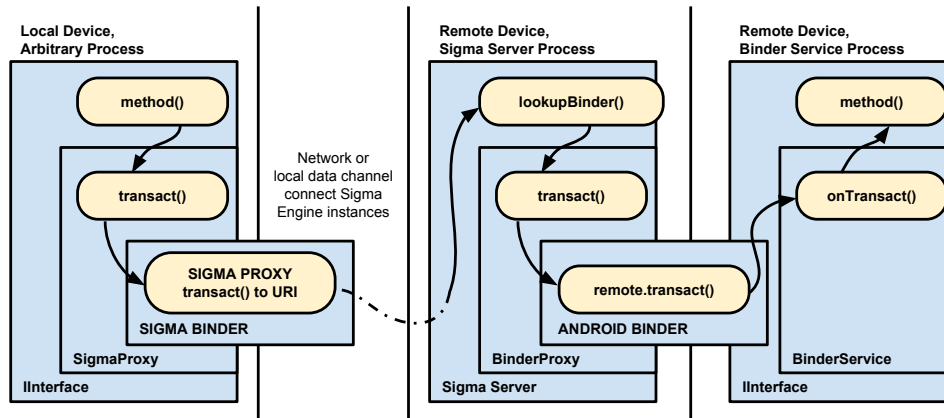 Local Device,
Arbitrary Process
method()
transact()
SIGMA PROXY
transact() to URI
SIGMA BINDER
SigmaProxy
IInterface
Network or
local data channel
connect Sigma
Engine instances
Remote Device,
Sigma Server Process
lookupBinder()
transact()
remote.transact()
ANDROID BINDER
BinderProxy
Sigma Server
Remote Device,
Binder Service Process
method()
onTransact()
BinderService
IInterface